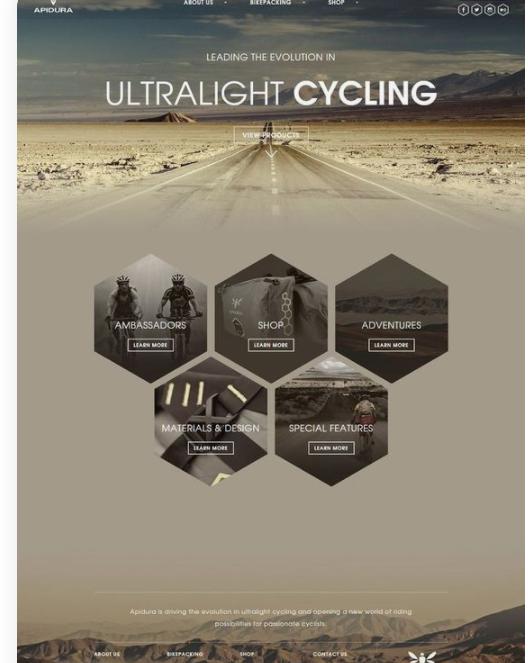 APIDURA
ABOUT US
BIKEPACKING
SHOP
LEADING THE EVOLUTION IN
ULTRALIGHT CYCLING
VIEW PRODUCTS
AMBASSADORS
LEARN MORE
SHOP
LEARN MORE
ADVENTURES
LEARN MORE
MATERIALS & DESIGN
LEARN MORE
SPECIAL FEATURES
LEARN MORE
Apidura is driving the evolution in ultralight cycling and opening a new world of riding
possibilities for passionate cyclists.
ABOUT US
BIKEPACKING
SHOP
CONTACT US